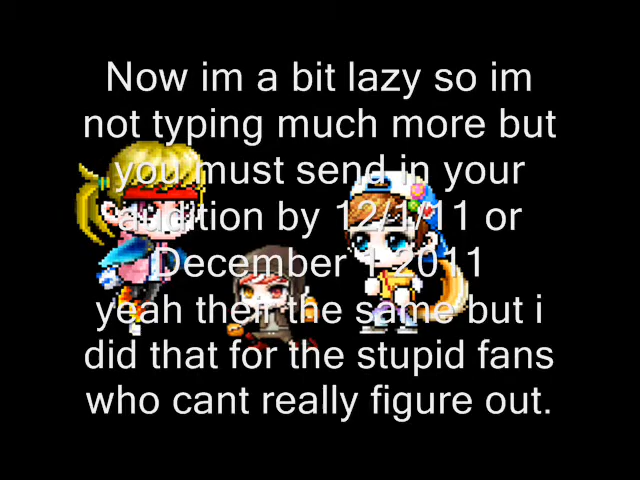 Now im a bit lazy so im
not typing much more but
you must send in your
audition by 12/1/11 or
December 1 2011
yeah their the same but i
did that for the stupid fans
who cant really figure out.